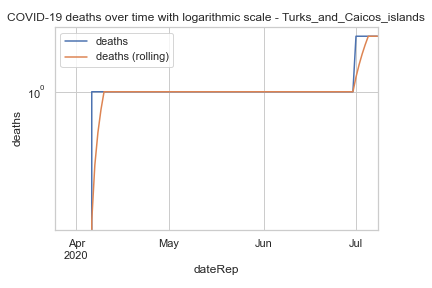 COVID-19 deaths over time with logarithmic scale - Turks_and_Caicos_islands
deaths
deaths (rolling)
10⁰
deaths
Apr May Jun Jul
2020
dateRep